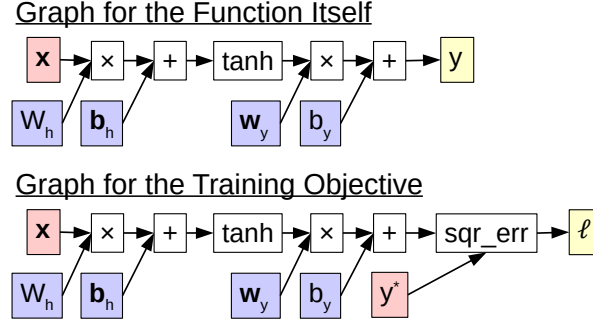 Graph for the Function Itself
x × + tanh × + y
W_h b_h w_y b_y
Graph for the Training Objective
x × + tanh × + sqr_err ℓ
W_h b_h w_y b_y y*